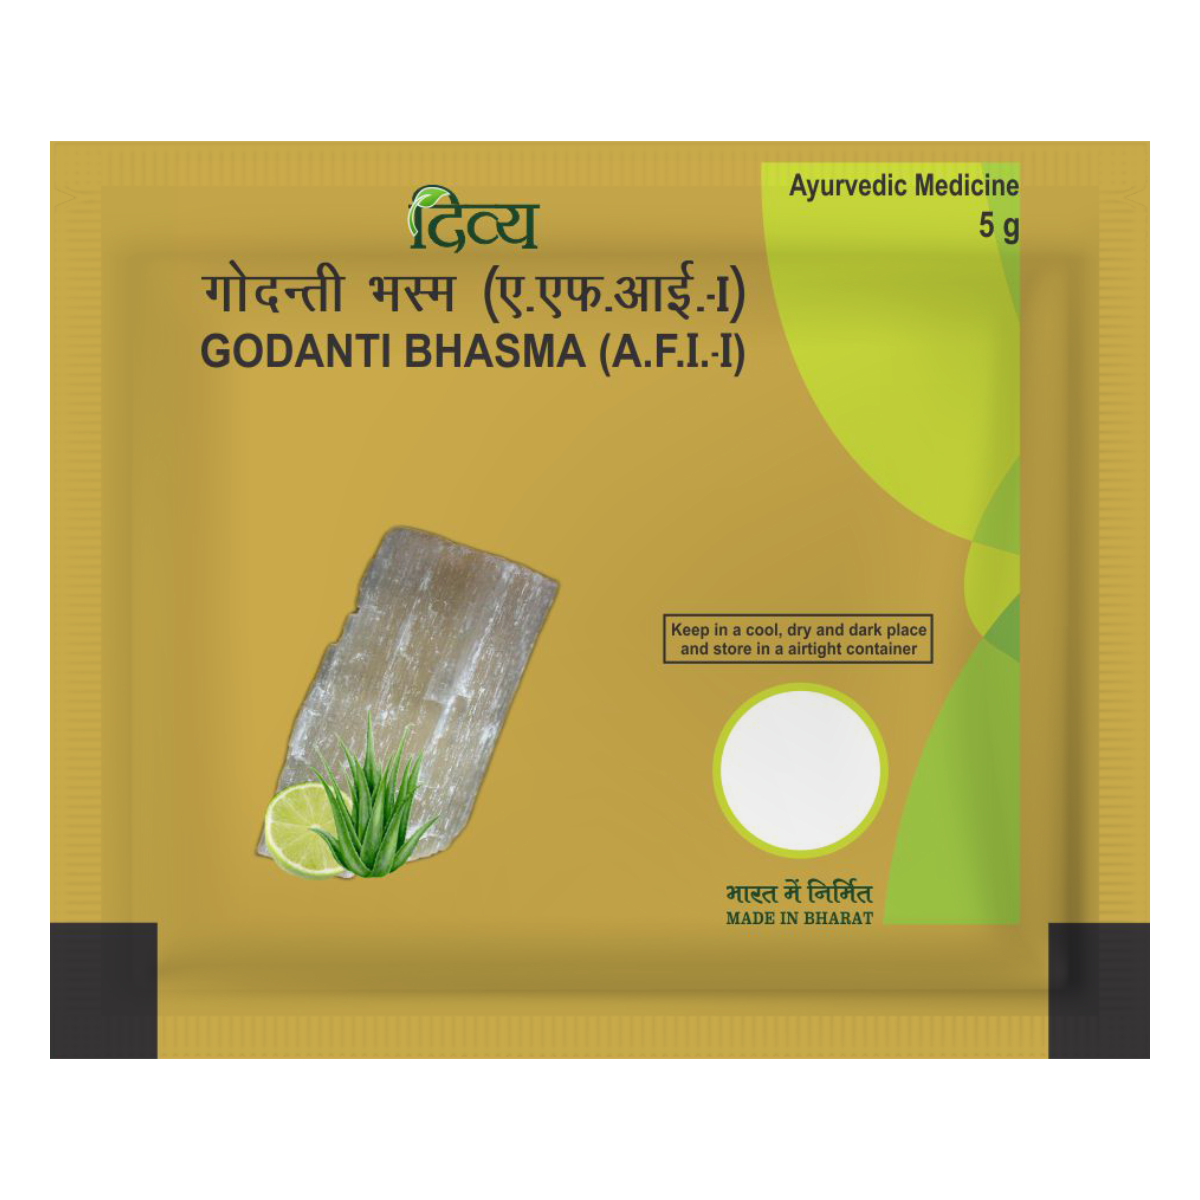 Ayurvedic Medicine
5 g
दिव्य
गोदन्ती भस्म (ए.एफ.आई.-I)
GODANTI BHASMA (A.F.I.-I)
Keep in a cool, dry and dark place
and store in a airtight container
भारत में निर्मित
MADE IN BHARAT